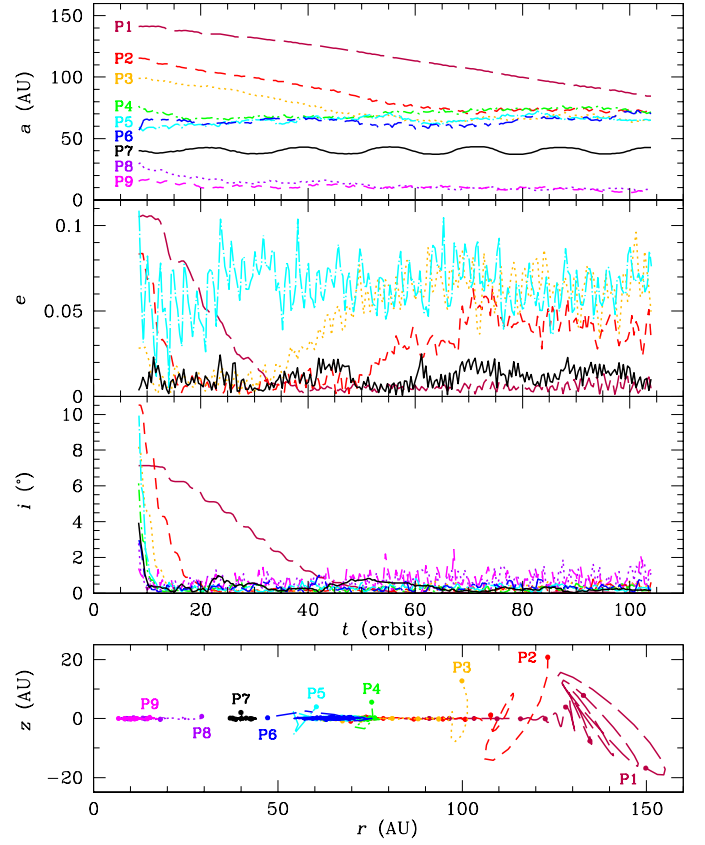 150
100
50
0
a (AU)
P1
P2
P3
P4
P5
P6
P7
P8
P9
0.1
0.05
0
e
10
8
6
4
2
0
i (°)
0 20 40 60 80 100
t (orbits)
20
0
-20
z (AU)
P9
P8
P7
P6
P5
P4
P3
P2
P1
0 50 100 150
r (AU)